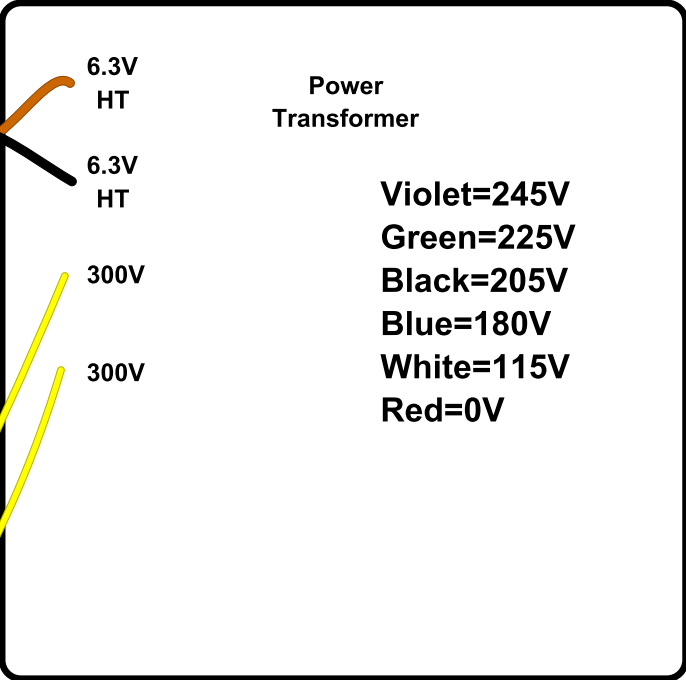 6.3V
HT
Power
Transformer
6.3V
HT
300V
300V
Violet=245V
Green=225V
Black=205V
Blue=180V
White=115V
Red=0V